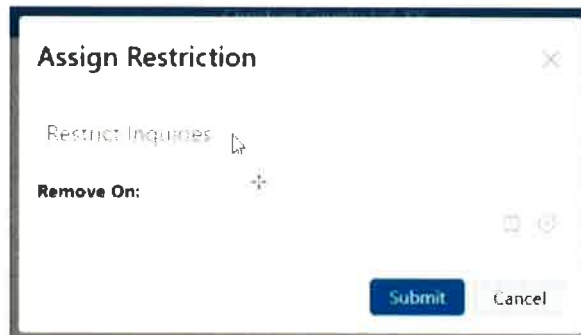 Assign Restriction
Restrict Inquiries
Remove On:
Submit
Cancel